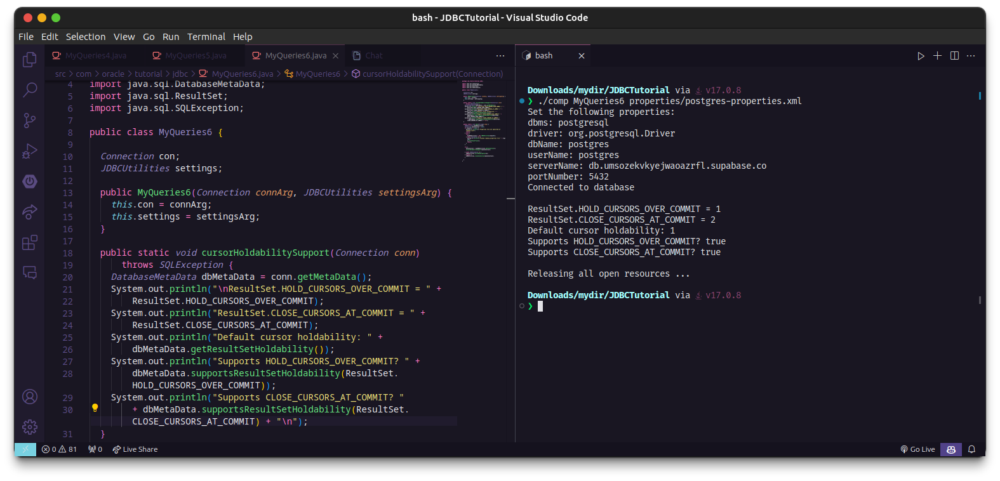 bash - JDBCTutorial - Visual Studio Code
File Edit Selection View Go Run Terminal Help
MyQueries4.java MyQueries5.java MyQueries6.java Chat
src > com > oracle > tutorial > jdbc > MyQueries6.java > MyQueries6 > cursorHoldabilitySupport(Connection)
4 import java.sql.DatabaseMetaData;
5 import java.sql.ResultSet;
6 import java.sql.SQLException;
7
8 public class MyQueries6 {
9
10 Connection con;
11 JDBCUtilities settings;
12
13 public MyQueries6(Connection connArg, JDBCUtilities settingsArg) {
14 this.con = connArg;
15 this.settings = settingsArg;
16 }
17
18 public static void cursorHoldabilitySupport(Connection conn)
19 throws SQLException {
20 DatabaseMetaData dbMetaData = conn.getMetaData();
21 System.out.println("\nResultSet.HOLD_CURSORS_OVER_COMMIT = " +
22 ResultSet.HOLD_CURSORS_OVER_COMMIT);
23 System.out.println("ResultSet.CLOSE_CURSORS_AT_COMMIT = " +
24 ResultSet.CLOSE_CURSORS_AT_COMMIT);
25 System.out.println("Default cursor holdability: " +
26 dbMetaData.getResultSetHoldability());
27 System.out.println("Supports HOLD_CURSORS_OVER_COMMIT? " +
28 dbMetaData.supportsResultSetHoldability(ResultSet.
HOLD_CURSORS_OVER_COMMIT));
29 System.out.println("Supports CLOSE_CURSORS_AT_COMMIT? "
30 + dbMetaData.supportsResultSetHoldability(ResultSet.
CLOSE_CURSORS_AT_COMMIT) + "\n");
31 }
bash
Downloads/mydir/JDBCTutorial via v17.0.8
❯ ./comp MyQueries6 properties/postgres-properties.xml
Set the following properties:
dbms: postgresql
driver: org.postgresql.Driver
dbName: postgres
userName: postgres
serverName: db.umsozekvkyejwaoazrfl.supabase.co
portNumber: 5432
Connected to database
ResultSet.HOLD_CURSORS_OVER_COMMIT = 1
ResultSet.CLOSE_CURSORS_AT_COMMIT = 2
Default cursor holdability: 1
Supports HOLD_CURSORS_OVER_COMMIT? true
Supports CLOSE_CURSORS_AT_COMMIT? true
Releasing all open resources ...
Downloads/mydir/JDBCTutorial via v17.0.8
❯
0 81 0 Live Share Go Live